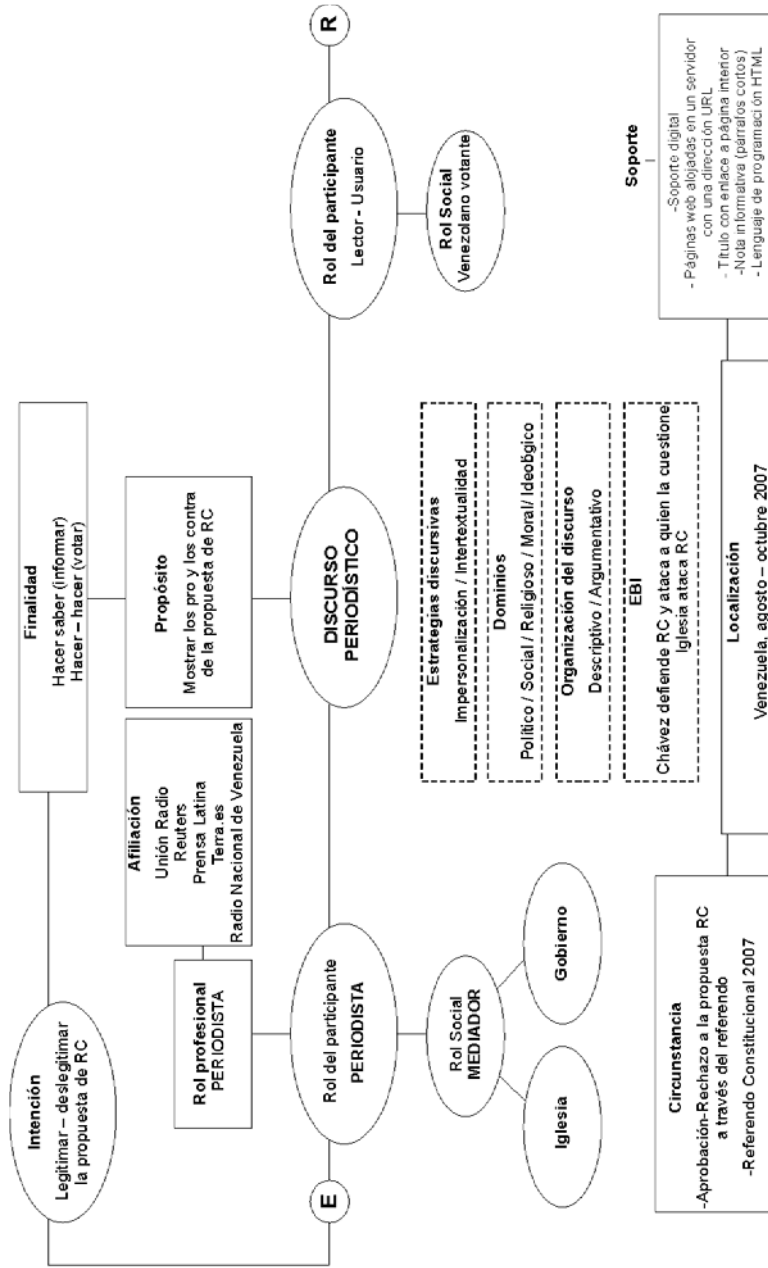 Intención
Legitimar – deslegitimar
la propuesta de RC
Finalidad
Hacer saber (informar)
Hacer – hacer (votar)
Rol profesional
PERIODISTA
Afiliación
Unión Radio
Reuters
Prensa Latina
Terra.es
Radio Nacional de Venezuela
Propósito
Mostrar los pro y los contra
de la propuesta de RC
E
Rol del participante
PERIODISTA
DISCURSO
PERIODÍSTICO
Rol del participante
Lector - Usuario
R
Rol Social
MEDIADOR
Iglesia
Gobierno
Rol Social
Venezolano votante
Estrategias discursivas
Impersonalización / Intertextualidad
Dominios
Político / Social / Religioso / Moral/ Ideológico
Organización del discurso
Descriptivo / Argumentativo
EBI
Chávez defiende RC y ataca a quien la cuestione
Iglesia ataca RC
Circunstancia
-Aprobación-Rechazo a la propuesta RC
a través del referendo
-Referendo Constitucional 2007
Localización
Venezuela, agosto – octubre 2007
Soporte
-Soporte digital
- Páginas web alojadas en un servidor
con una dirección URL
- Título con enlace a página interior
-Nota informativa (párrafos cortos)
- Lenguaje de programación HTML